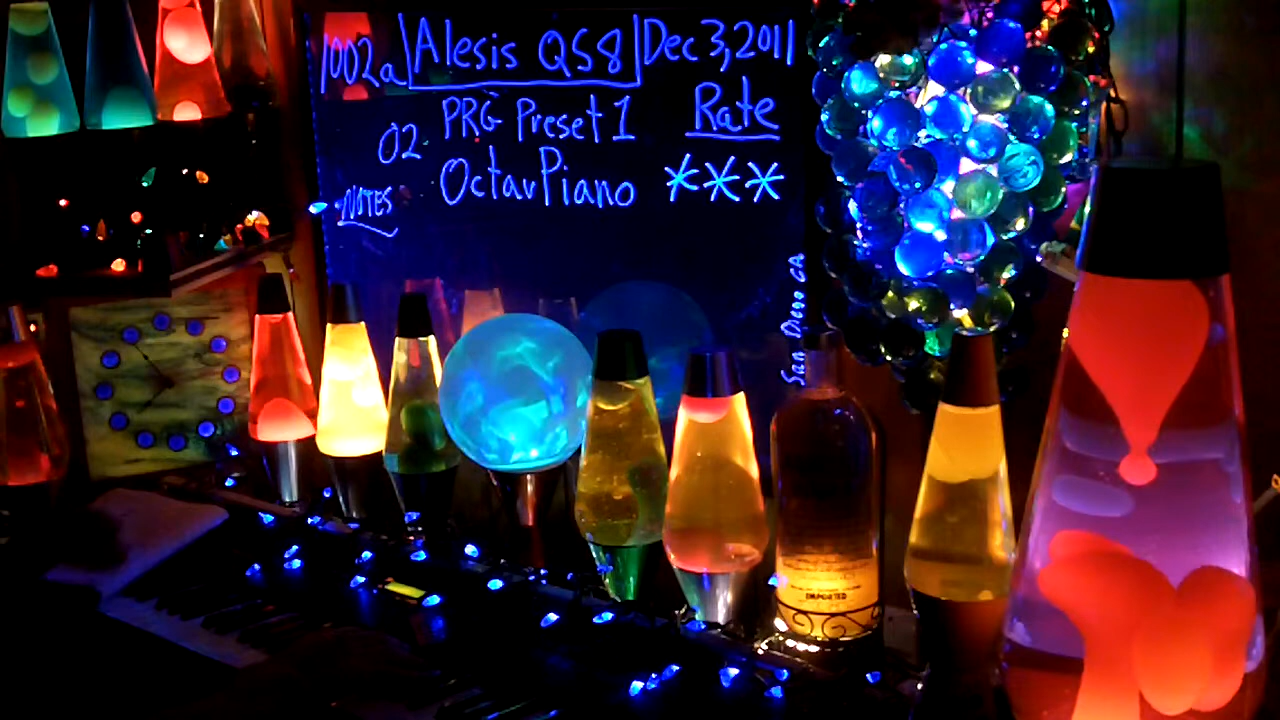 1002a Alesis QS8 Dec 3, 2011
02. PRG Preset 1 Rate
OctavPiano ***
NOTES
San Diego CA
IMPORTED